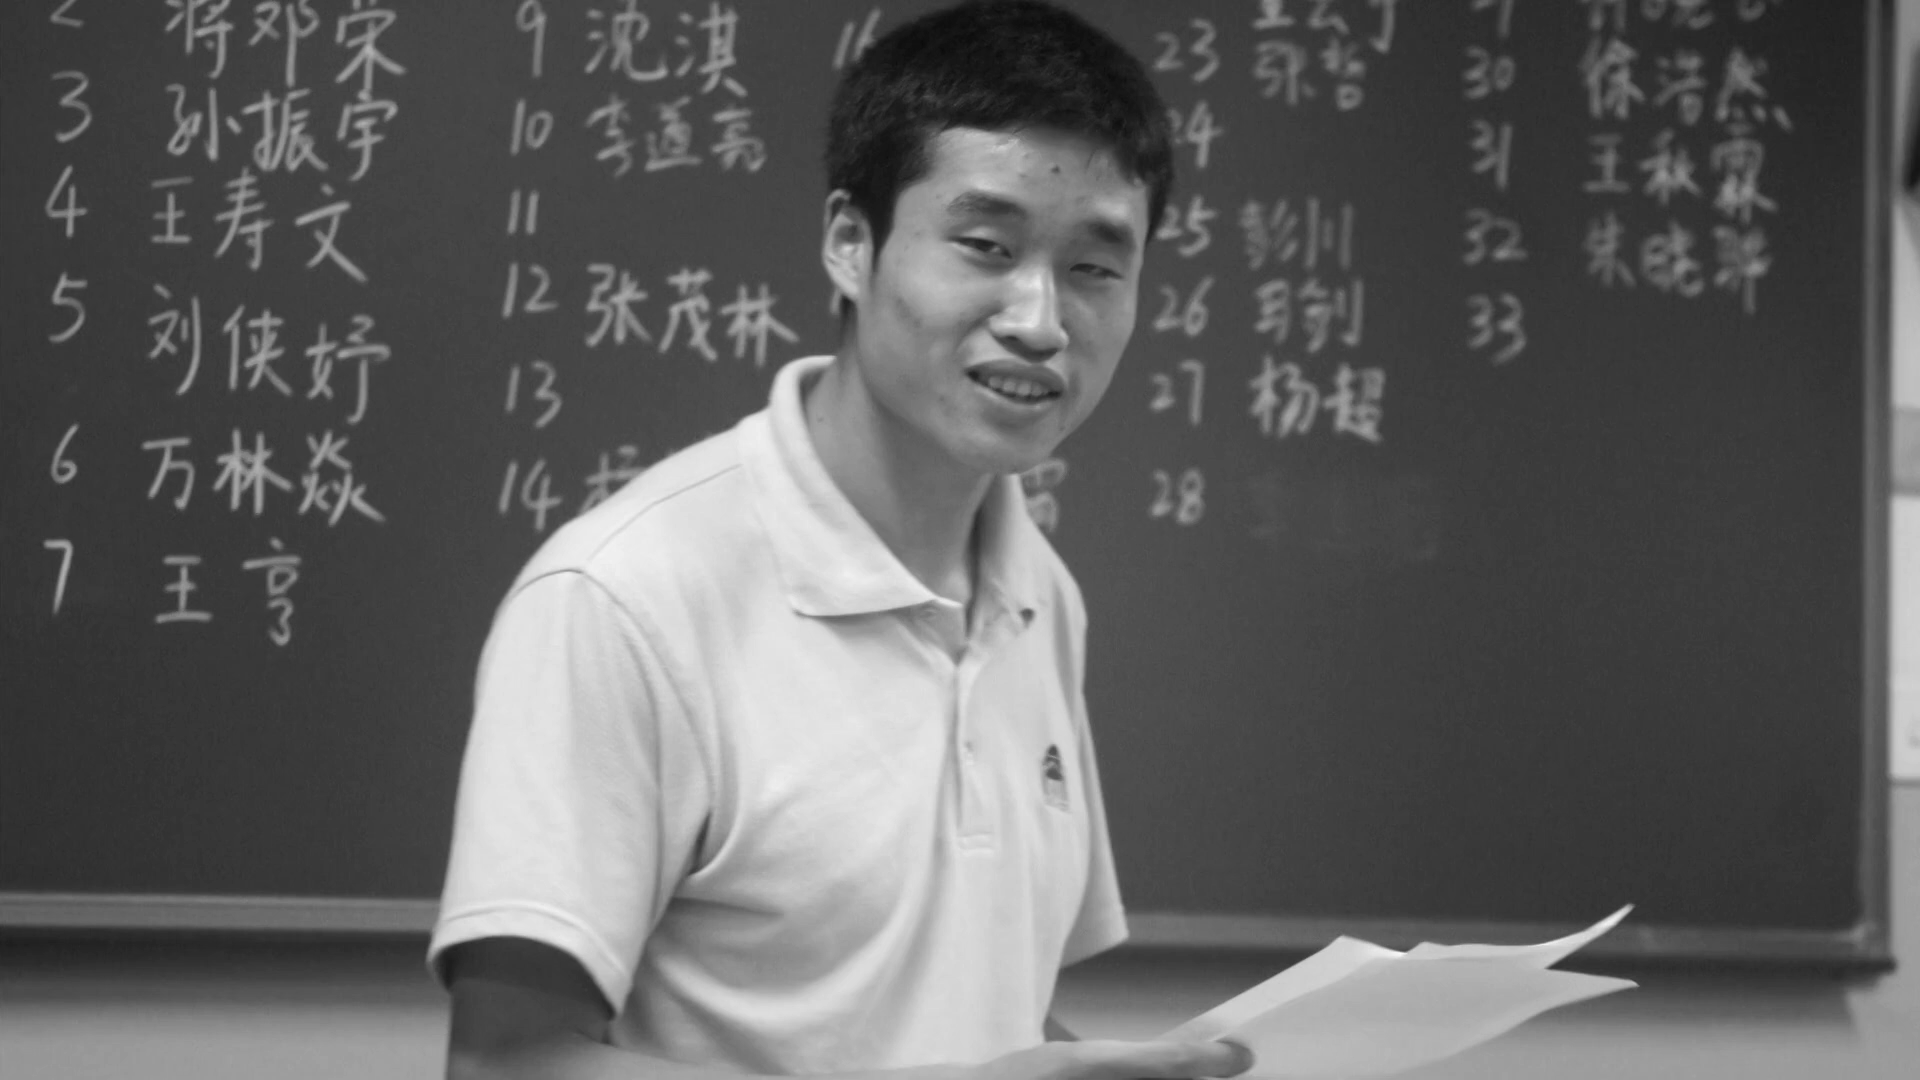 2 蒋邓荣
3 孙振宇
4 王寿文
5 刘侠妤
6 万林焱
7 王亨
9 沈淇
10 李道亮
11
12 张茂林
13
14 杨
16
23 张哲
24
25 彭川
26
27 杨超
28
30 徐浩然
31 王秋霖
32 朱晓骅
33